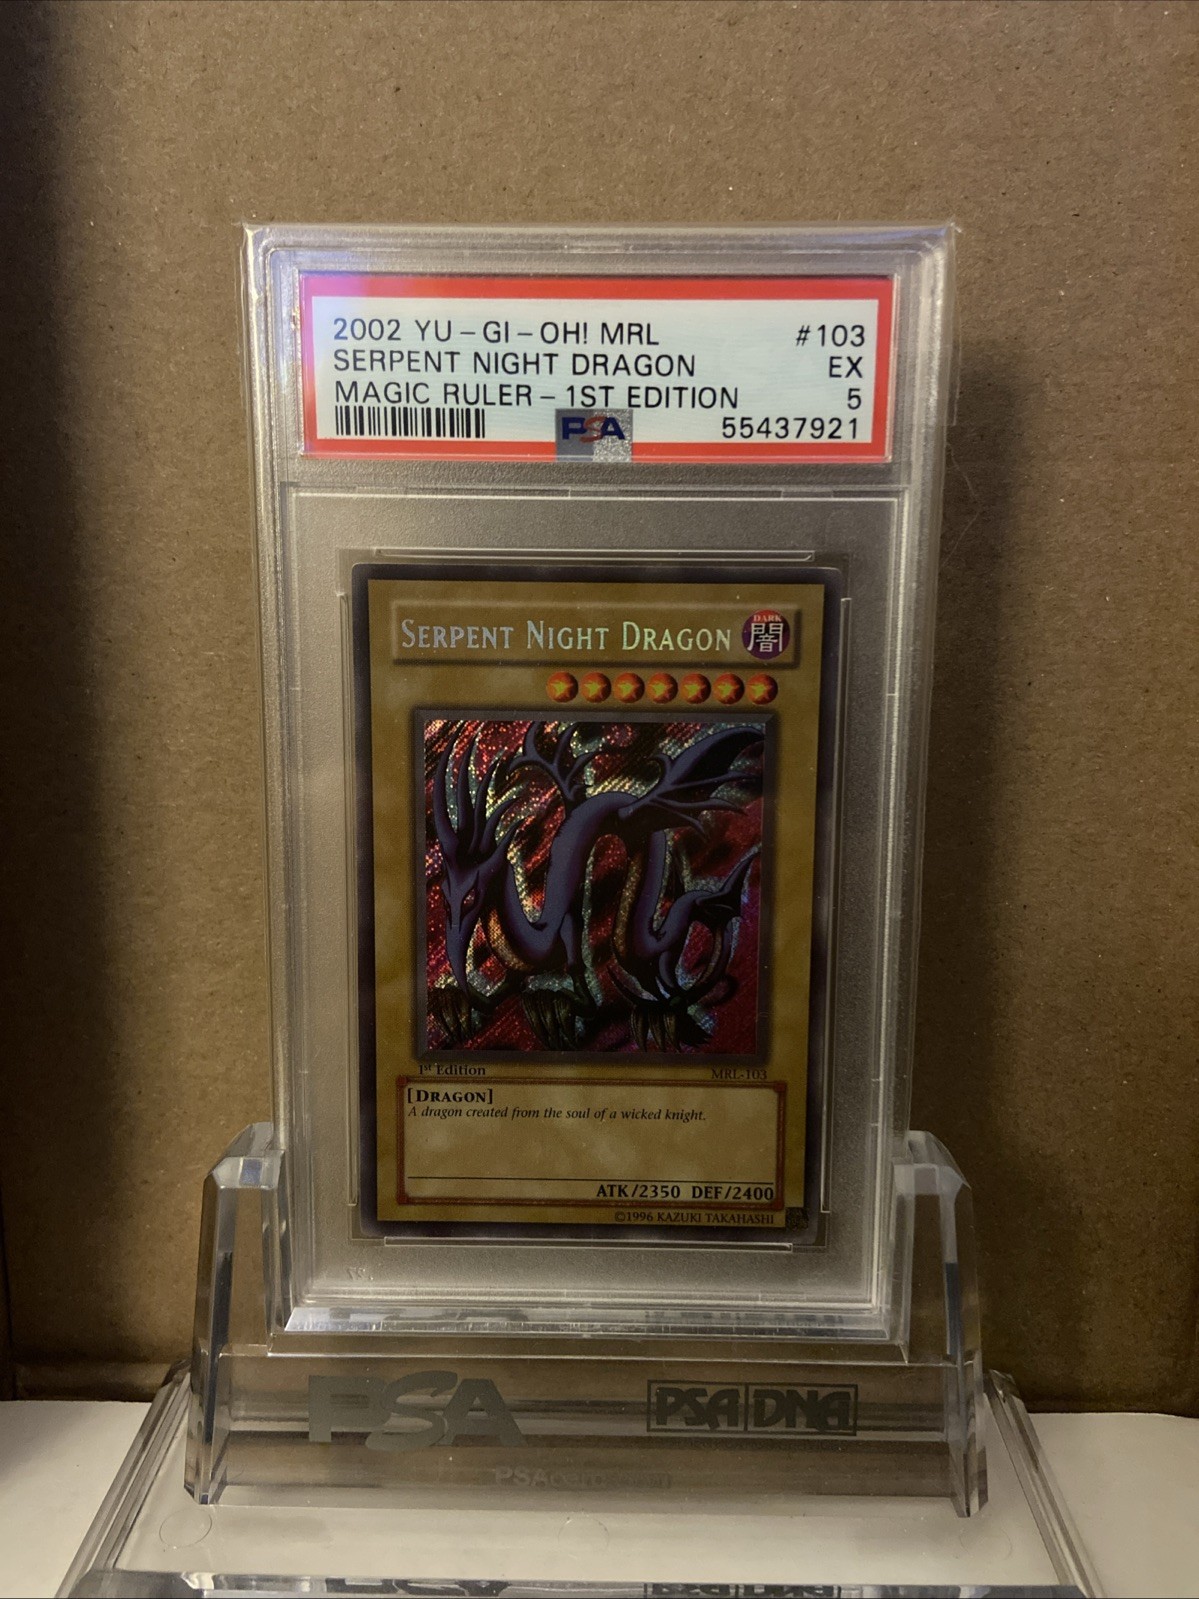 2002 YU-GI-OH! MRL #103
SERPENT NIGHT DRAGON EX
MAGIC RULER-1ST EDITION 5
PSA 55437921
SERPENT NIGHT DRAGON
DARK
闇
1st Edition MRL-103
[DRAGON]
A dragon created from the soul of a wicked knight.
ATK/2350 DEF/2400
©1996 KAZUKI TAKAHASHI
PSA PSA DNA